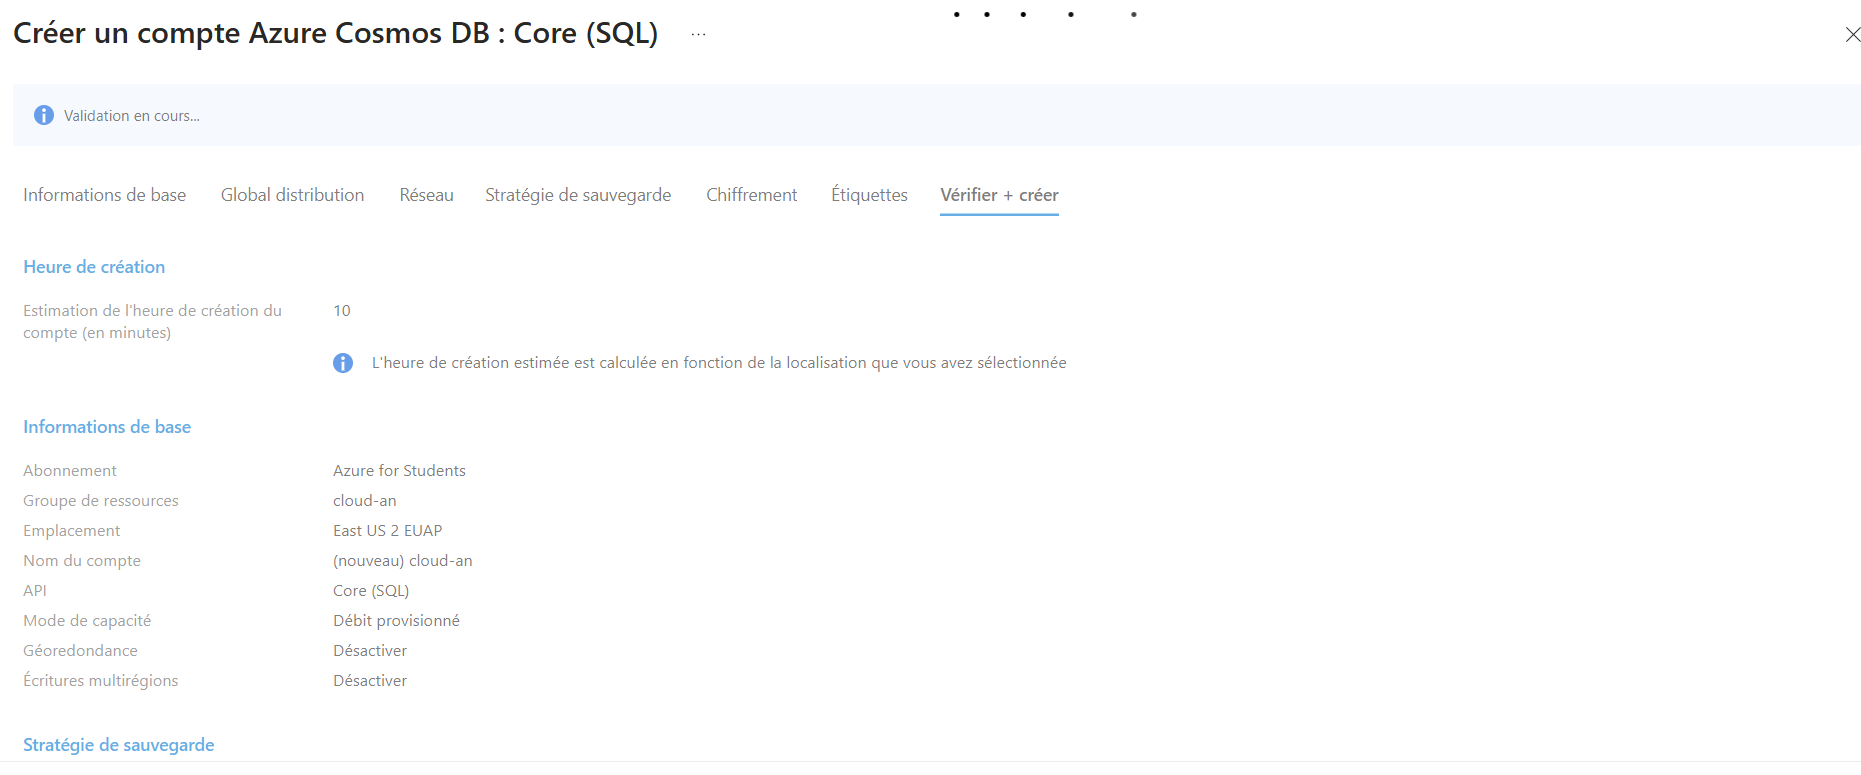 Créer un compte Azure Cosmos DB : Core (SQL) ...
Validation en cours...
Informations de base Global distribution Réseau Stratégie de sauvegarde Chiffrement Étiquettes Vérifier + créer
Heure de création
Estimation de l'heure de création du
compte (en minutes)
10
L'heure de création estimée est calculée en fonction de la localisation que vous avez sélectionnée
Informations de base
Abonnement Azure for Students
Groupe de ressources cloud-an
Emplacement East US 2 EUAP
Nom du compte (nouveau) cloud-an
API Core (SQL)
Mode de capacité Débit provisionné
Géoredondance Désactiver
Écritures multirégions Désactiver
Stratégie de sauvegarde